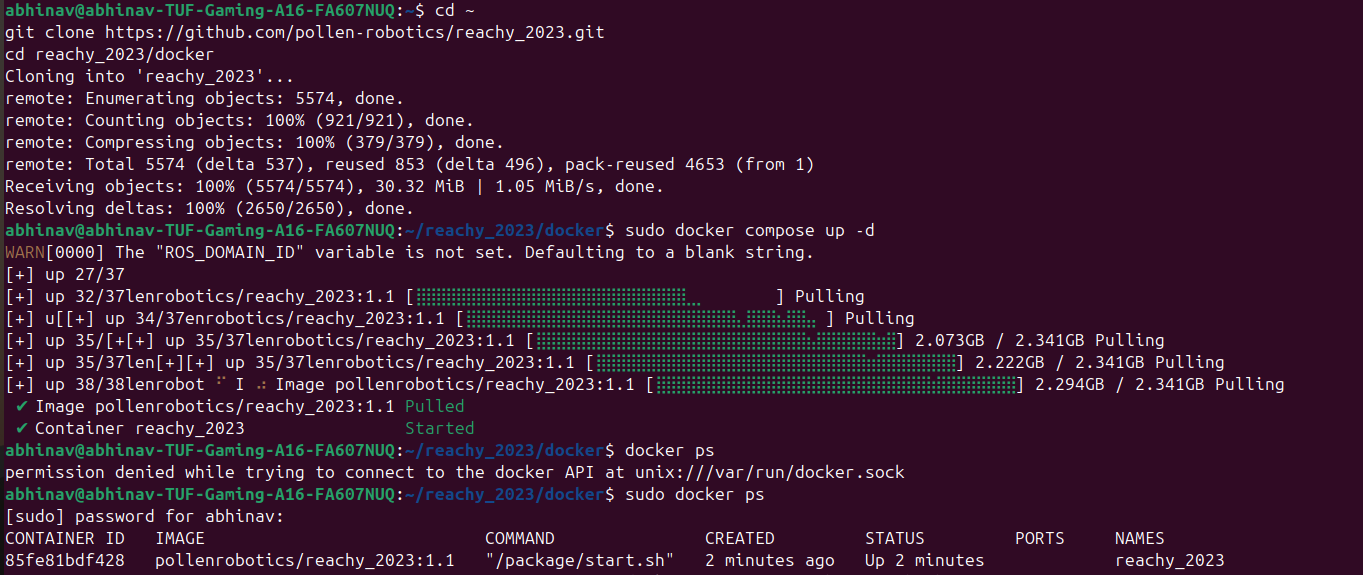 abhinav@abhinav-TUF-Gaming-A16-FA607NUQ:~$ cd ~
git clone https://github.com/pollen-robotics/reachy_2023.git
cd reachy_2023/docker
Cloning into 'reachy_2023'...
remote: Enumerating objects: 5574, done.
remote: Counting objects: 100% (921/921), done.
remote: Compressing objects: 100% (379/379), done.
remote: Total 5574 (delta 537), reused 853 (delta 496), pack-reused 4653 (from 1)
Receiving objects: 100% (5574/5574), 30.32 MiB | 1.05 MiB/s, done.
Resolving deltas: 100% (2650/2650), done.
abhinav@abhinav-TUF-Gaming-A16-FA607NUQ:~/reachy_2023/docker$ sudo docker compose up -d
WARN[0000] The "ROS_DOMAIN_ID" variable is not set. Defaulting to a blank string.
[+] up 27/37
[+] up 32/37lenrobotics/reachy_2023:1.1 [⣿⣿⣿⣿⣿⣿⣿⣿⣿⣿⣿⣿⣿⣿⣿⣿⣿⣿⣿⣿⣿⣿⣿⣿⣿⣿⣿⣀       ] Pulling
[+] u[[+] up 34/37enrobotics/reachy_2023:1.1 [⣿⣿⣿⣿⣿⣿⣿⣿⣿⣿⣿⣿⣿⣿⣿⣿⣿⣿⣿⣿⣿⣿⣿⣿⣿⣿⣿⣄⣿⣿⣿⣦⣿⣿⣤ ] Pulling
[+] up 35/[+[+] up 35/37lenrobotics/reachy_2023:1.1 [⣿⣿⣿⣿⣿⣿⣿⣿⣿⣿⣿⣿⣿⣿⣿⣿⣿⣿⣿⣿⣿⣿⣿⣿⣿⣿⣿⣦⣿⣿⣿⣿⣿⣿⣷⣿] 2.073GB / 2.341GB Pulling
[+] up 35/37len[+][+] up 35/37lenrobotics/reachy_2023:1.1 [⣿⣿⣿⣿⣿⣿⣿⣿⣿⣿⣿⣿⣿⣿⣿⣿⣿⣿⣿⣿⣿⣿⣿⣿⣿⣿⣿⣶⣿⣿⣿⣿⣿⣿⣿⣿] 2.222GB / 2.341GB Pulling
[+] up 38/38lenrobot ⠋ I ⠴ Image pollenrobotics/reachy_2023:1.1 [⣿⣿⣿⣿⣿⣿⣿⣿⣿⣿⣿⣿⣿⣿⣿⣿⣿⣿⣿⣿⣿⣿⣿⣿⣿⣿⣿⣷⣿⣿⣿⣿⣿⣿⣿⣿] 2.294GB / 2.341GB Pulling
✔ Image pollenrobotics/reachy_2023:1.1 Pulled
✔ Container reachy_2023 Started
abhinav@abhinav-TUF-Gaming-A16-FA607NUQ:~/reachy_2023/docker$ docker ps
permission denied while trying to connect to the docker API at unix:///var/run/docker.sock
abhinav@abhinav-TUF-Gaming-A16-FA607NUQ:~/reachy_2023/docker$ sudo docker ps
[sudo] password for abhinav:
CONTAINER ID   IMAGE                            COMMAND              CREATED         STATUS         PORTS     NAMES
85fe81bdf428   pollenrobotics/reachy_2023:1.1   "/package/start.sh"   2 minutes ago   Up 2 minutes             reachy_2023